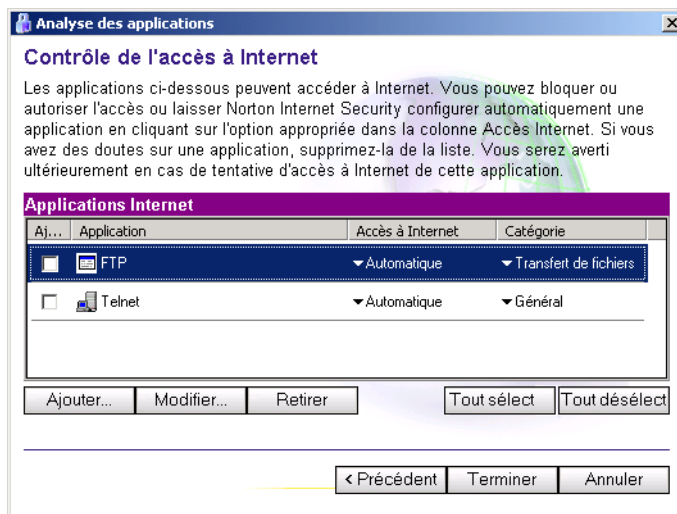 Analyse des applications
Contrôle de l'accès à Internet
Les applications ci-dessous peuvent accéder à Internet. Vous pouvez bloquer ou
autoriser l'accès ou laisser Norton Internet Security configurer automatiquement une
application en cliquant sur l'option appropriée dans la colonne Accès Internet. Si vous
avez des doutes sur une application, supprimez-la de la liste. Vous serez averti
ultérieurement en cas de tentative d'accès à Internet de cette application.
Applications Internet
Aj... Application Accès à Internet Catégorie
FTP Automatique Transfert de fichiers
Telnet Automatique Général
Ajouter... Modifier... Retirer Tout sélect Tout désélect
< Précédent Terminer Annuler